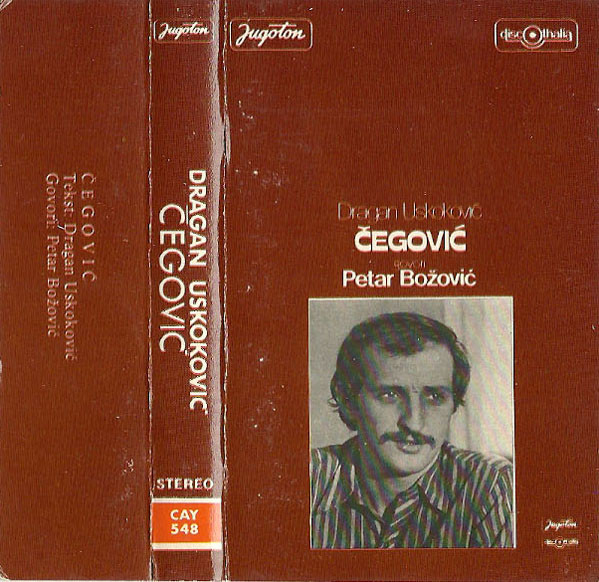 ČEGOVIĆ
Tekst: Dragan Uskoković
Govori: Petar Božović
Jugoton
DRAGAN USKOKOVIĆ
ČEGOVIĆ
STEREO
CAY
548
Jugoton
discothalia
Dragan Uskoković
ČEGOVIĆ
govori
Petar Božović
Jugoton
discothalia